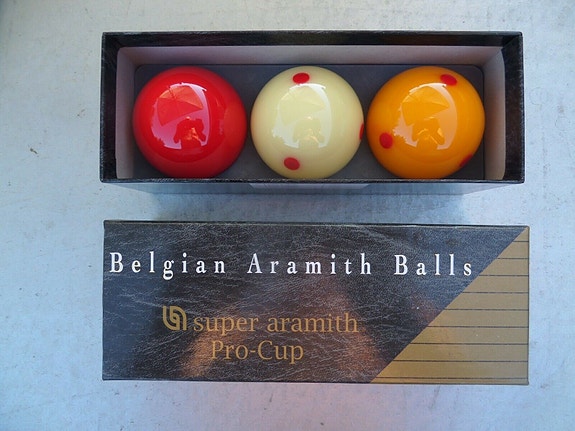 Belgian Aramith Balls
super aramith
Pro-Cup